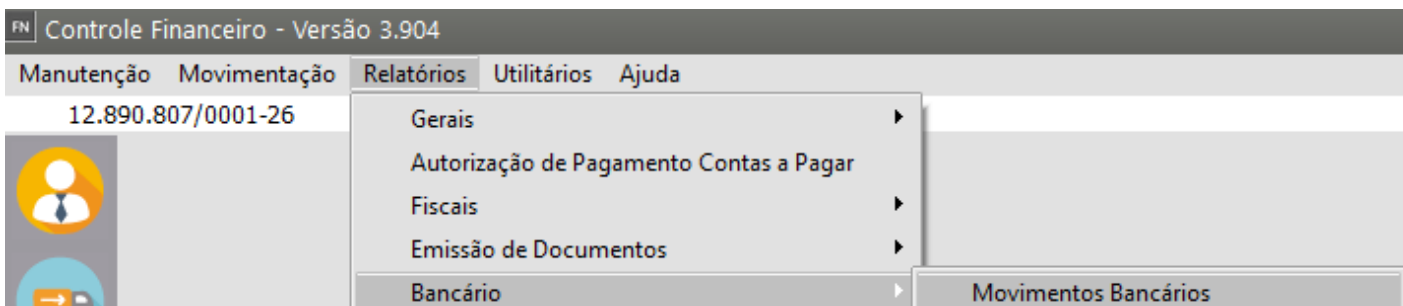 FN Controle Financeiro - Versão 3.904
Manutenção Movimentação Relatórios Utilitários Ajuda
12.890.807/0001-26
Gerais
Autorização de Pagamento Contas a Pagar
Fiscais
Emissão de Documentos
Bancário
Movimentos Bancários